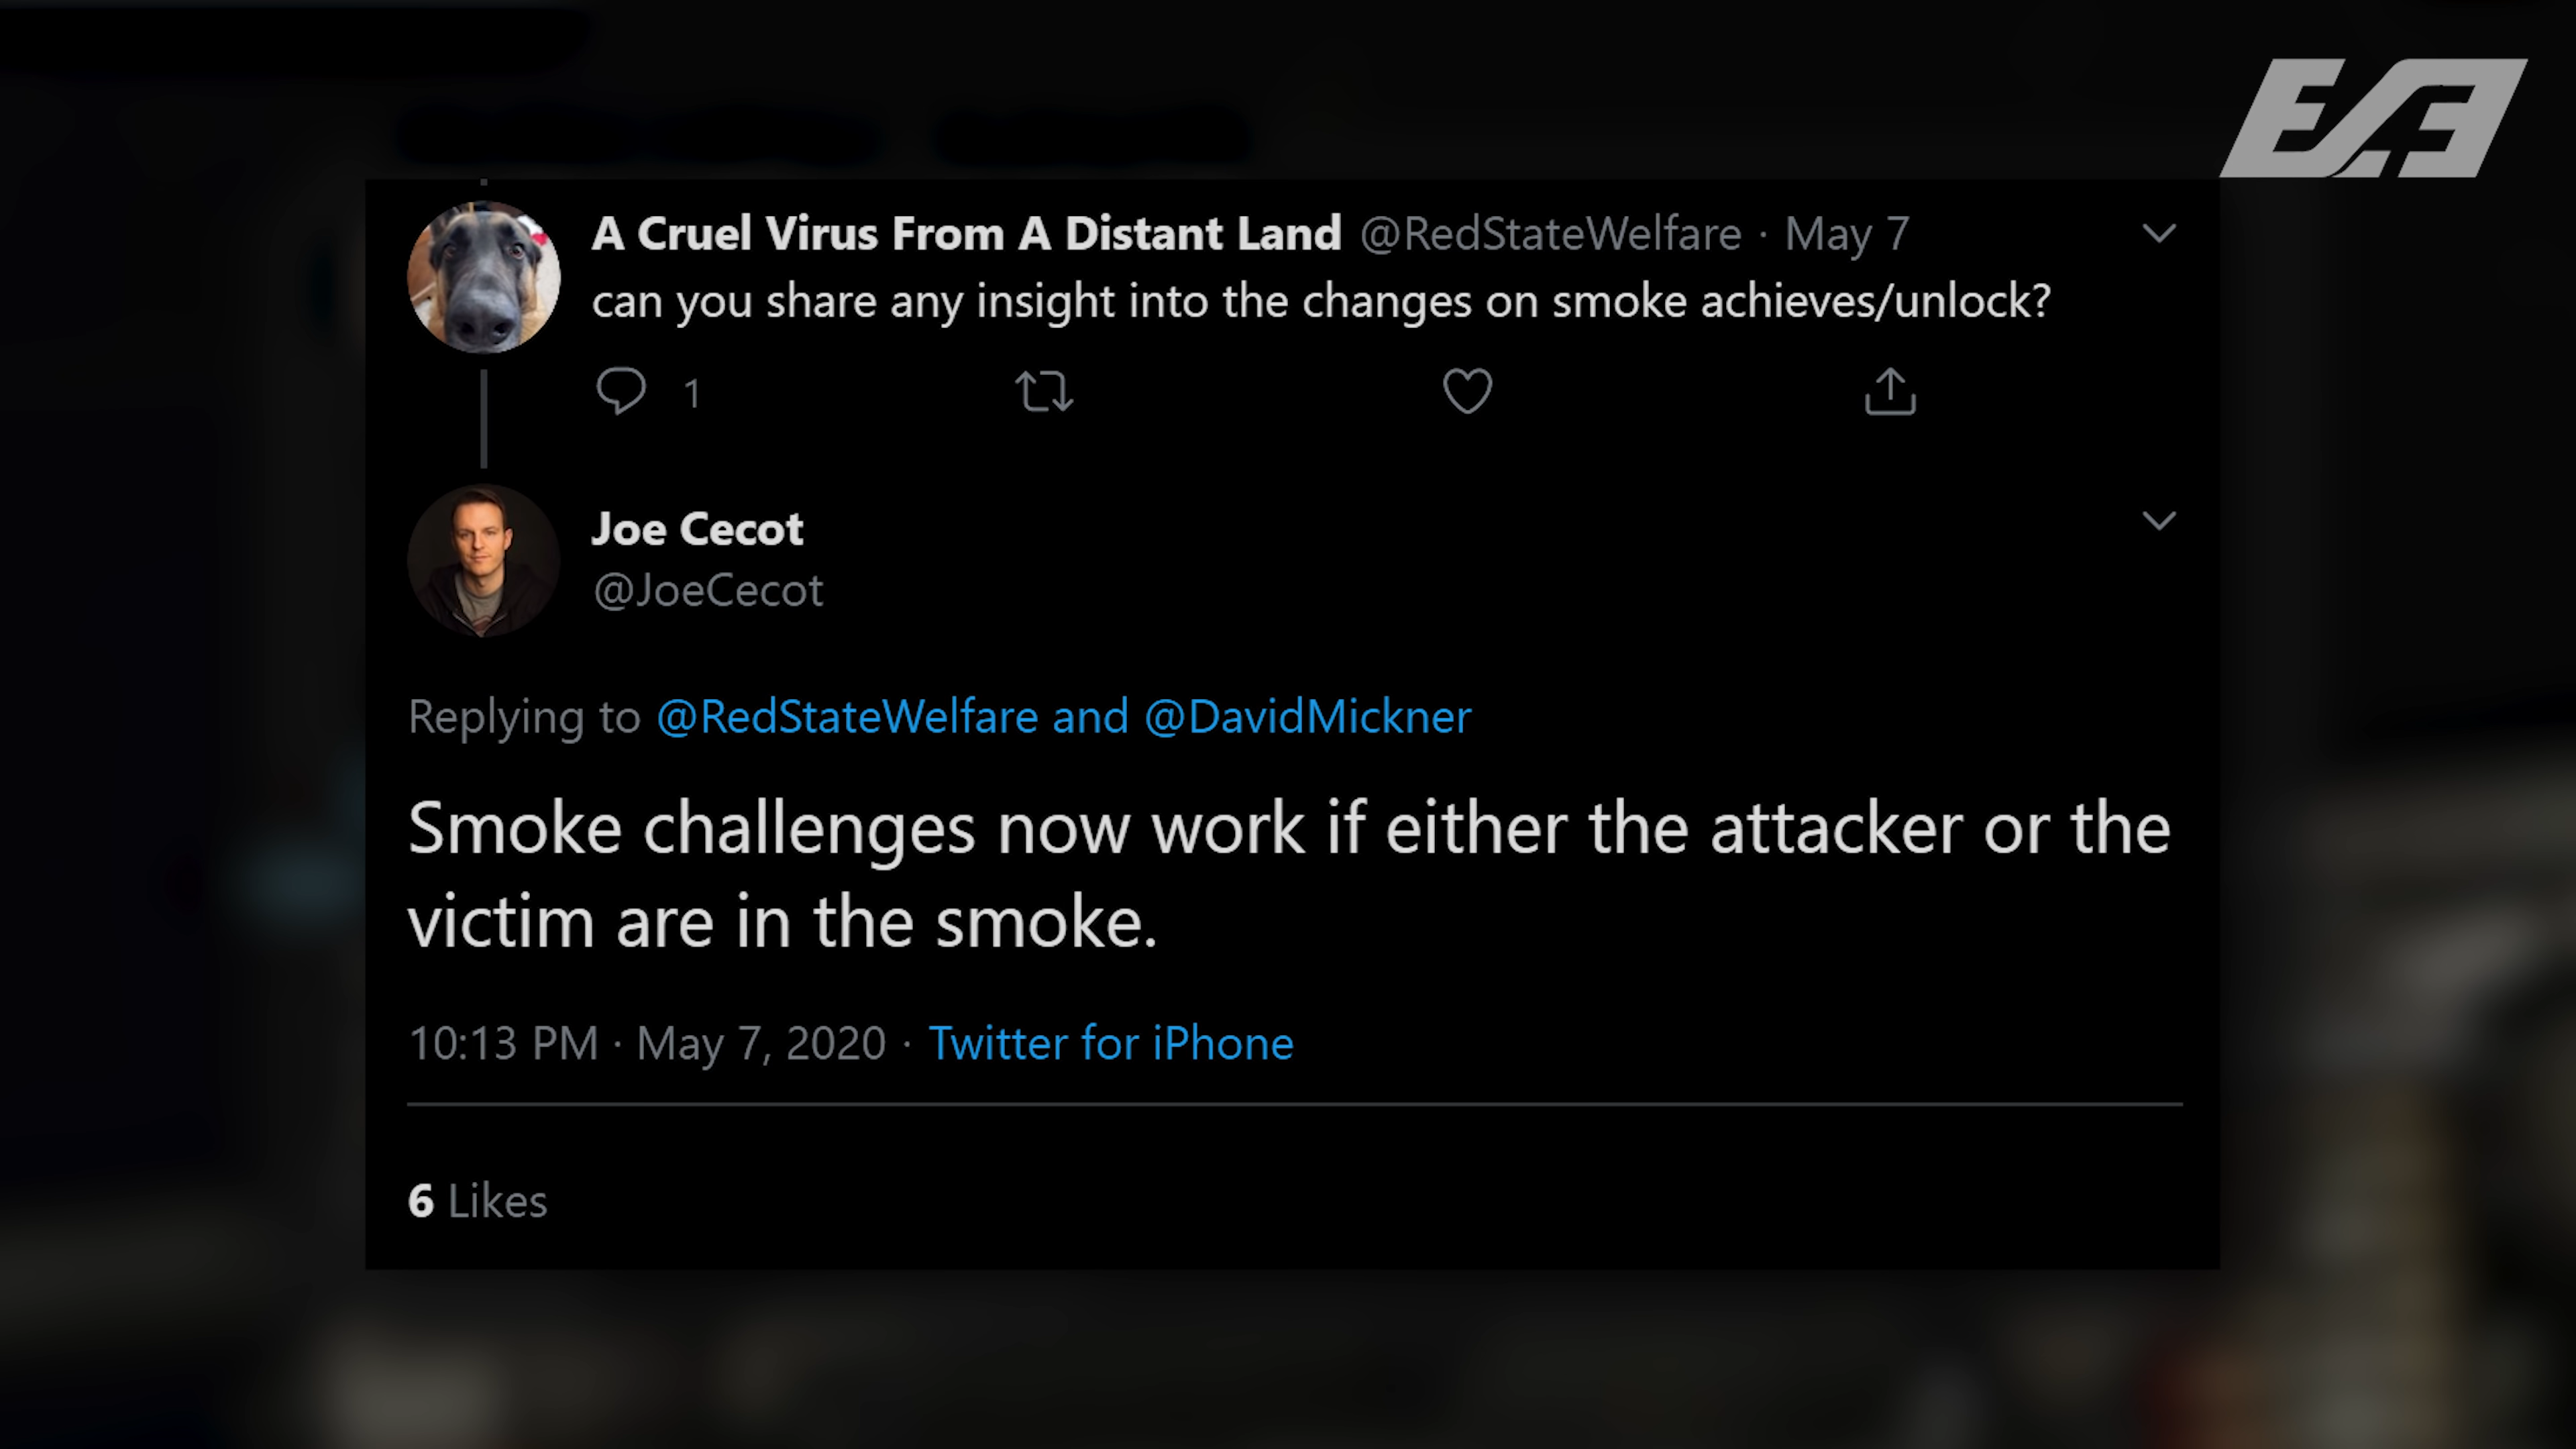 A Cruel Virus From A Distant Land @RedStateWelfare · May 7
can you share any insight into the changes on smoke achieves/unlock?
1
Joe Cecot
@JoeCecot
Replying to @RedStateWelfare and @DavidMickner
Smoke challenges now work if either the attacker or the
victim are in the smoke.
10:13 PM · May 7, 2020 · Twitter for iPhone
6 Likes